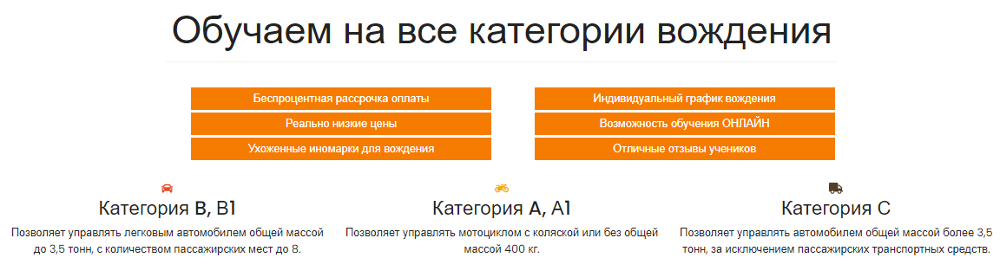 Обучаем на все категории вождения
Беспроцентная рассрочка оплаты
Индивидуальный график вождения
Реально низкие цены
Возможность обучения ОНЛАЙН
Ухоженные иномарки для вождения
Отличные отзывы учеников
Категория B, B1
Позволяет управлять легковым автомобилем общей массой
до 3,5 тонн, с количеством пассажирских мест до 8.
Категория A, A1
Позволяет управлять мотоциклом с коляской или без общей
массой 400 кг.
Категория С
Позволяет управлять автомобилем общей массой более 3,5
тонн, за исключением пассажирских транспортных средств.